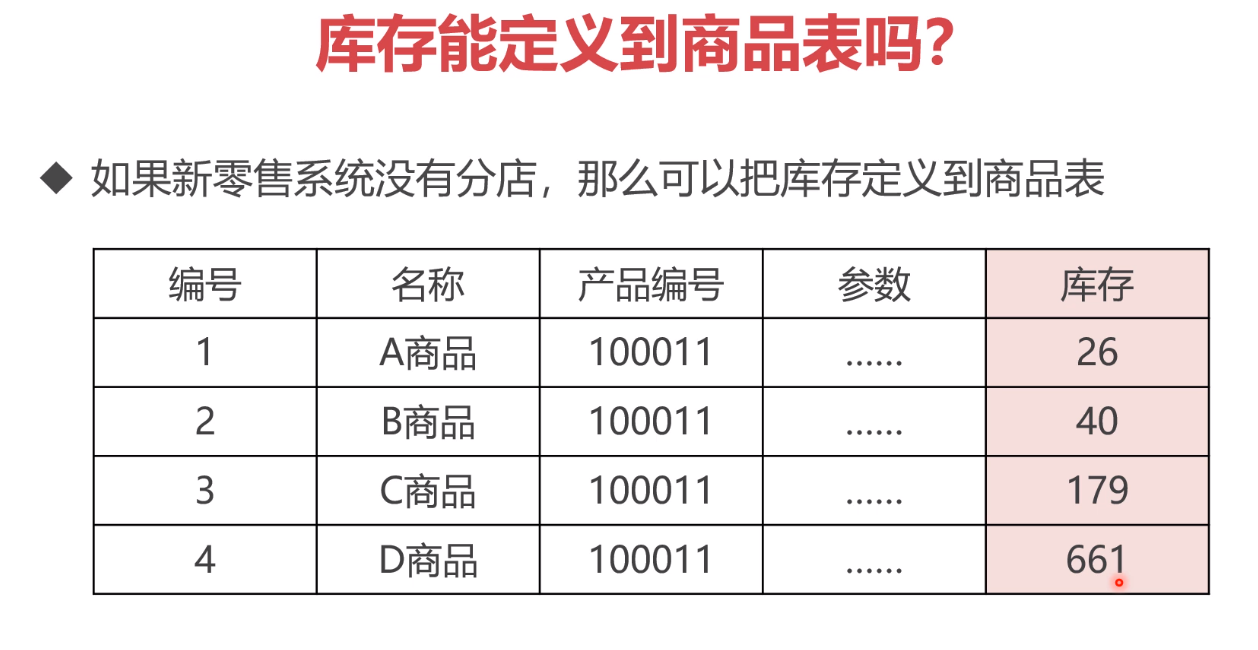 库存能定义到商品表吗?
◆ 如果新零售系统没有分店，那么可以把库存定义到商品表
编号 名称 产品编号 参数 库存
1 A商品 100011 …… 26
2 B商品 100011 …… 40
3 C商品 100011 …… 179
4 D商品 100011 …… 661